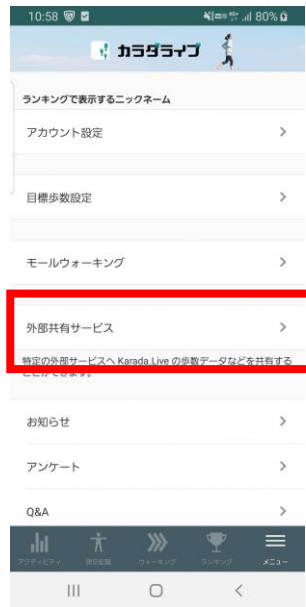 10:58 80%
カラダライブ
ランキングで表示するニックネーム
アカウント設定
目標歩数設定
モールウォーキング
外部共有サービス
特定の外部サービスへ Karada.Live の歩数データなどを共有する
ことができます。
お知らせ
アンケート
Q&A
アクティビティ 測定記録 ウォーキング ランキング メニュー